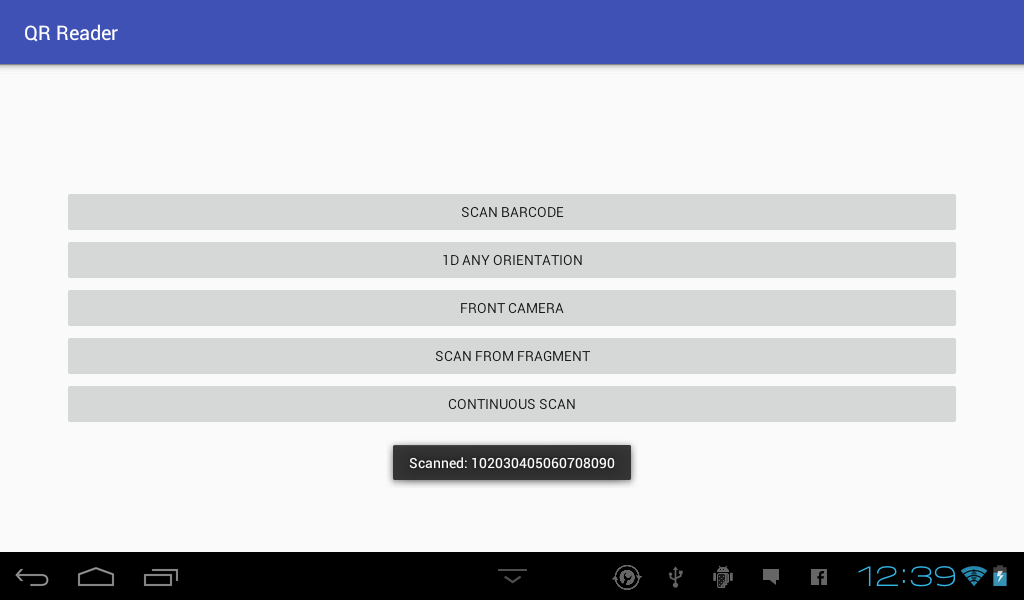 QR Reader
SCAN BARCODE
1D ANY ORIENTATION
FRONT CAMERA
SCAN FROM FRAGMENT
CONTINUOUS SCAN
Scanned: 102030405060708090
12:39